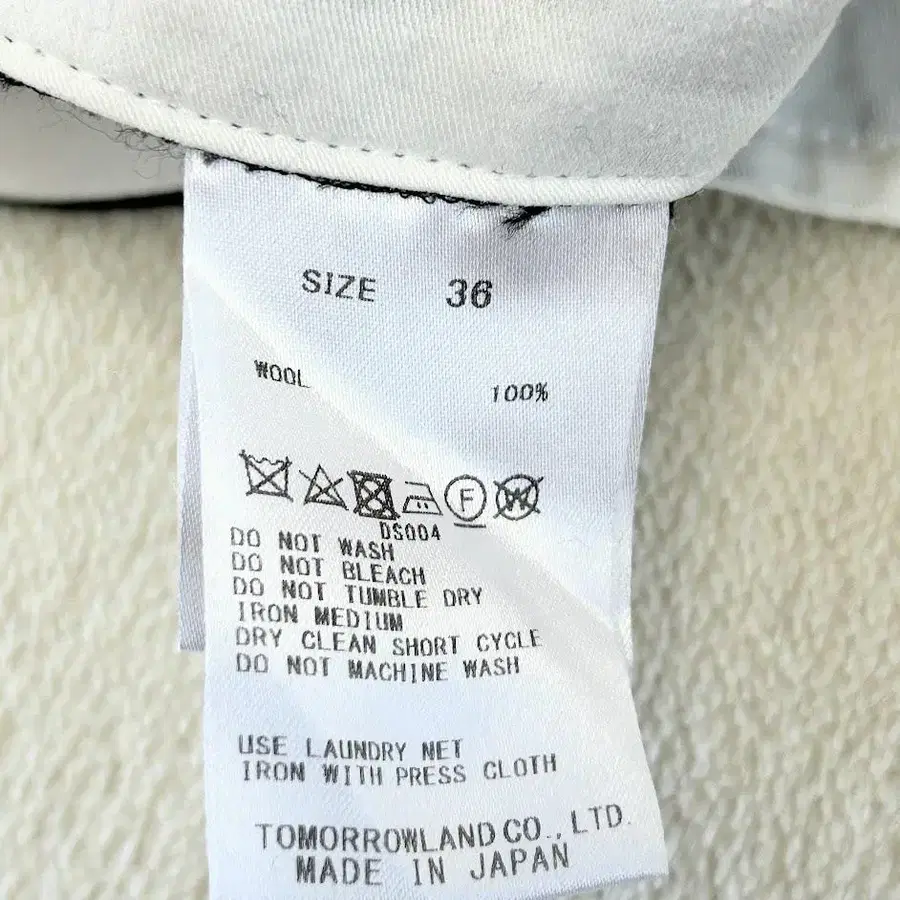 SIZE 36
WOOL 100%
F W
DS004
DO NOT WASH
DO NOT BLEACH
DO NOT TUMBLE DRY
IRON MEDIUM
DRY CLEAN SHORT CYCLE
DO NOT MACHINE WASH
USE LAUNDRY NET
IRON WITH PRESS CLOTH
TOMORROWLAND CO., LTD.
MADE IN JAPAN